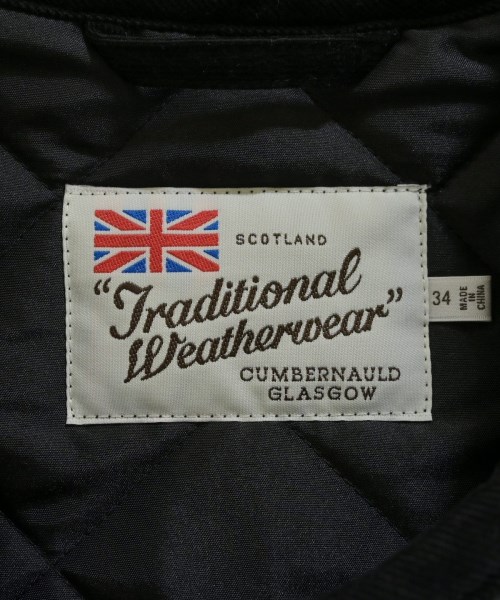 SCOTLAND
"Traditional
Weatherwear"
CUMBERNAULD
GLASGOW
34
MADE
IN
CHINA